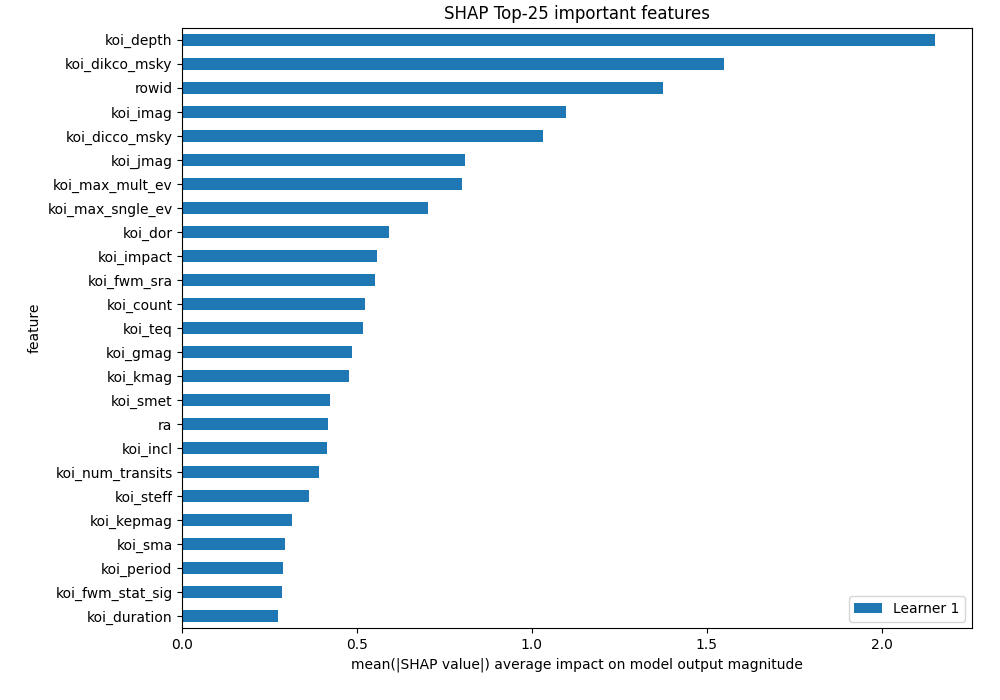 SHAP Top-25 important features
koi_depth
koi_dikco_msky
rowid
koi_imag
koi_dicco_msky
koi_jmag
koi_max_mult_ev
koi_max_sngle_ev
koi_dor
koi_impact
koi_fwm_sra
koi_count
koi_teq
koi_gmag
koi_kmag
koi_smet
ra
koi_incl
koi_num_transits
koi_steff
koi_kepmag
koi_sma
koi_period
koi_fwm_stat_sig
koi_duration
feature
Learner 1
0.0 0.5 1.0 1.5 2.0
mean(|SHAP value|) average impact on model output magnitude